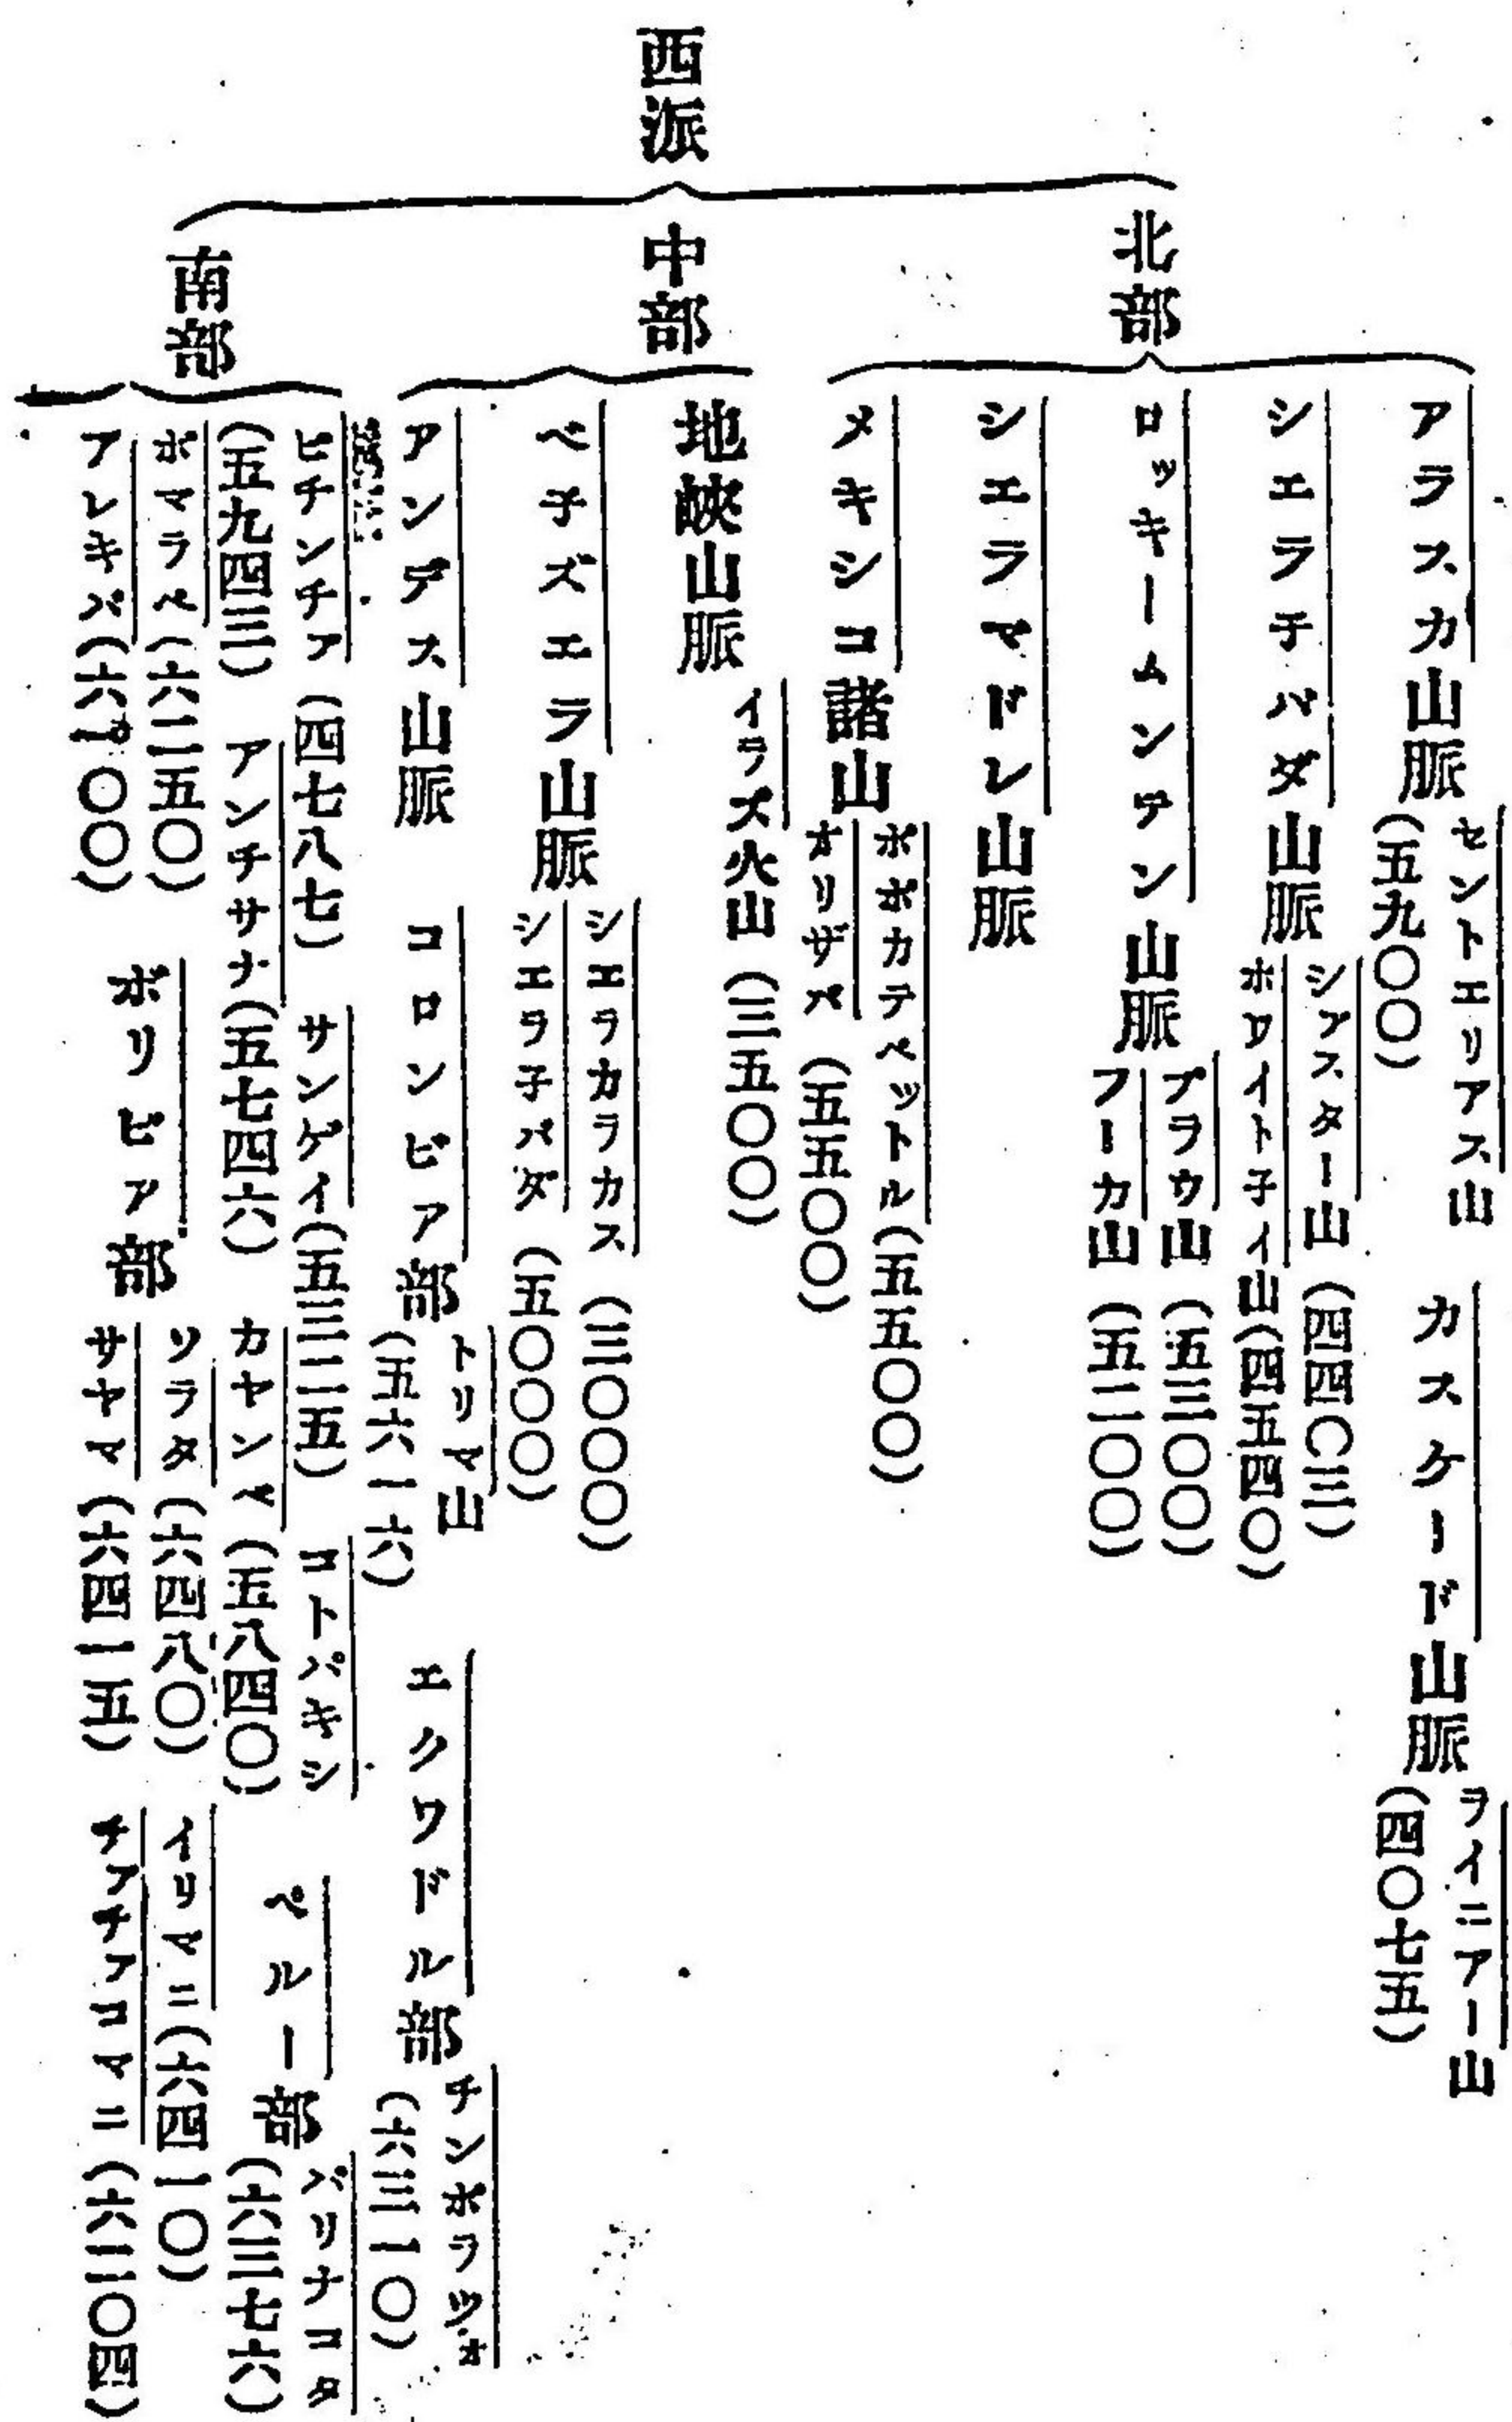 西派
北部
アラスカ山脈
セントエリアス山
(五九〇〇)
カスケード山脈
ヲイニアー山
(四〇七五)
シエラ子バダ山脈
シアスター山(四四〇三)
ホワイト子イ山(四五四〇)
ロッキームンテン山脈
ブラウ山(五三〇〇)
フーカ山(五二〇〇)
シエラマドレ山脈
メキシコ諸山
ポポカテペットル(五五〇〇)
オリザバ(五五〇〇)
中部
地峽山脈
イラズ火山(三五〇〇)
ベ子ズエラ山脈
シエラカラカス(三〇〇〇)
シエラ子バダ(五〇〇〇)
アンデス山脈
コロンビア部
トリマ山
(五六一六)
エクワドル部
チンボラツォ
(六三一〇)
南部
ピチンチア(四七八七)
サンゲイ(五三二五)
コトパキシ
(五九四三)
アンチサナ(五七四六)
カヤンベ(五八四〇)
ペルー部
パリナコタ
(六三七六)
ポマラペ(六二五〇)
アレキパ(六一〇〇)
ボリビア部
ソラタ(六四八〇)
イリマニ(六四一〇)
サヤマ(六四一五)
チアチアコマニ(六二〇四)